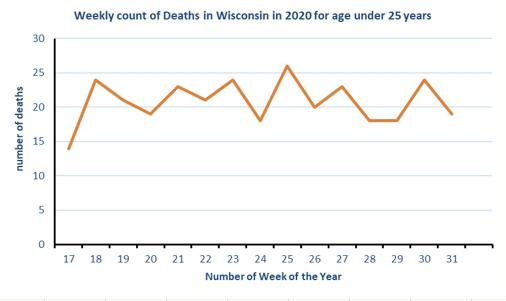 Weekly count of Deaths in Wisconsin in 2020 for age under 25 years
30
25
20
15
10
5
0
number of deaths
17 18 19 20 21 22 23 24 25 26 27 28 29 30 31
Number of Week of the Year